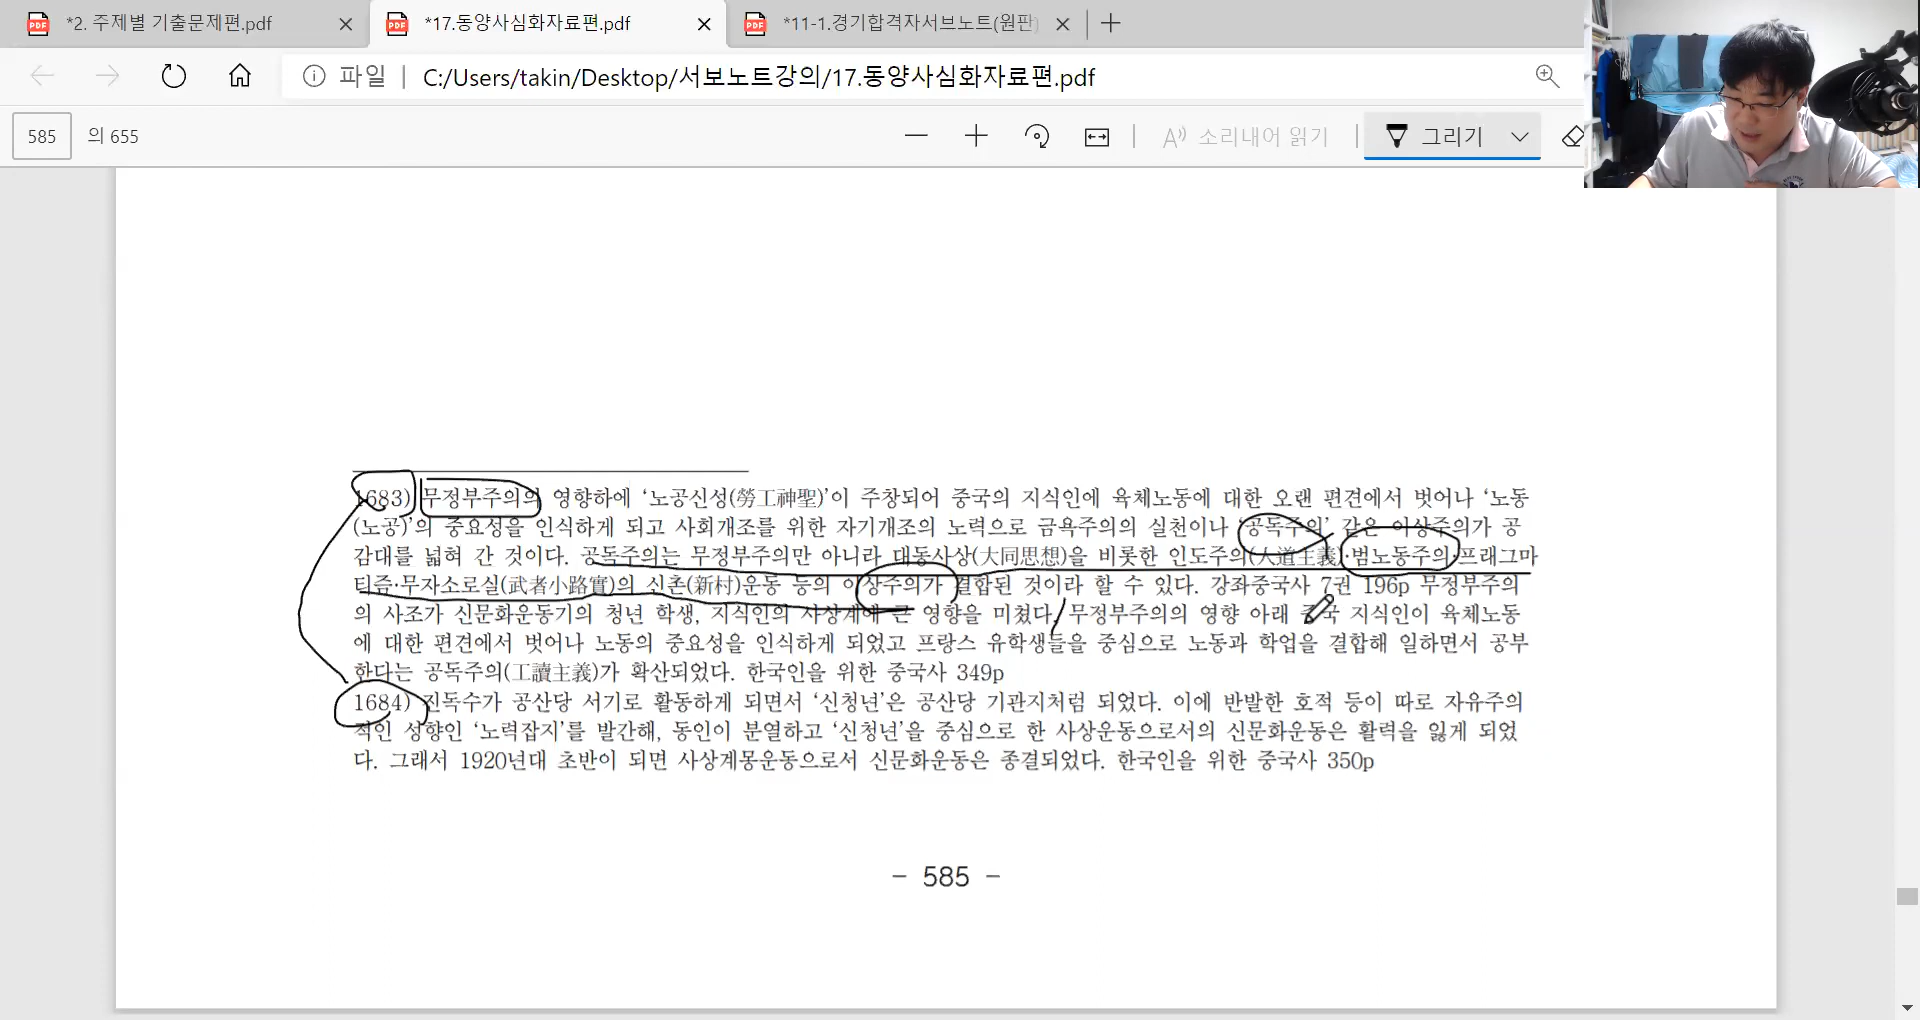 *2. 주제별 기출문제편.pdf
*17.동양사심화자료편.pdf
*11-1.경기합격자서브노트(원판)
파일 | C:/Users/takin/Desktop/서보노트강의/17.동양사심화자료편.pdf
585 의 655
소리내어 읽기
그리기
1683) 무정부주의의 영향하에 ‘노공신성(勞工神聖)’이 주창되어 중국의 지식인에 육체노동에 대한 오랜 편견에서 벗어나 ‘노동
(노공)’의 중요성을 인식하게 되고 사회개조를 위한 자기개조의 노력으로 금욕주의의 실천이나 ‘공독주의’ 같은 이상주의가 공
감대를 넓혀 간 것이다. 공독주의는 무정부주의만 아니라 대동사상(大同思想)을 비롯한 인도주의(人道主義)·범노동주의·프래그마
티즘·무자소로실(武者小路實)의 신촌(新村)운동 등의 이상주의가 결합된 것이라 할 수 있다. 강좌중국사 7권 196p 무정부주의
의 사조가 신문화운동기의 청년 학생, 지식인의 사상계에 큰 영향을 미쳤다. 무정부주의의 영향 아래 중국 지식인이 육체노동
에 대한 편견에서 벗어나 노동의 중요성을 인식하게 되었고 프랑스 유학생들을 중심으로 노동과 학업을 결합해 일하면서 공부
한다는 공독주의(工讀主義)가 확산되었다. 한국인을 위한 중국사 349p
1684) 진독수가 공산당 서기로 활동하게 되면서 ‘신청년’은 공산당 기관지처럼 되었다. 이에 반발한 호적 등이 따로 자유주의
적인 성향인 ‘노력잡지’를 발간해, 동인이 분열하고 ‘신청년’을 중심으로 한 사상운동으로서의 신문화운동은 활력을 잃게 되었
다. 그래서 1920년대 초반이 되면 사상계몽운동으로서 신문화운동은 종결되었다. 한국인을 위한 중국사 350p
- 585 -